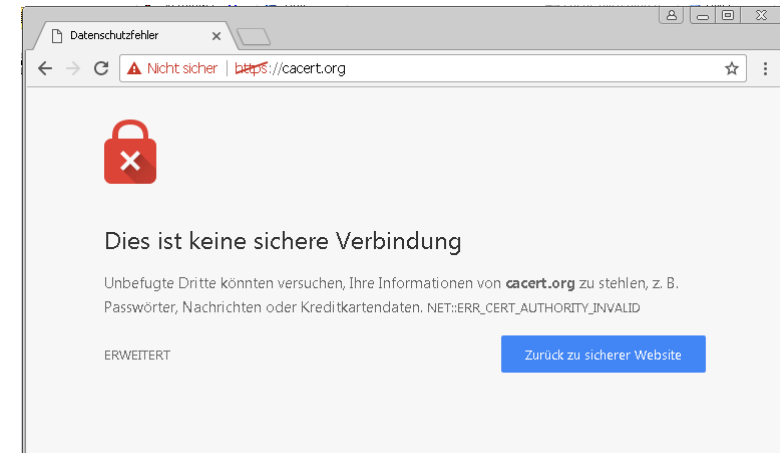 Datenschutzfehler
Nicht sicher | https://cacert.org
Dies ist keine sichere Verbindung
Unbefugte Dritte könnten versuchen, Ihre Informationen von cacert.org zu stehlen, z. B.
Passwörter, Nachrichten oder Kreditkartendaten. NET::ERR_CERT_AUTHORITY_INVALID
ERWEITERT
Zurück zu sicherer Website